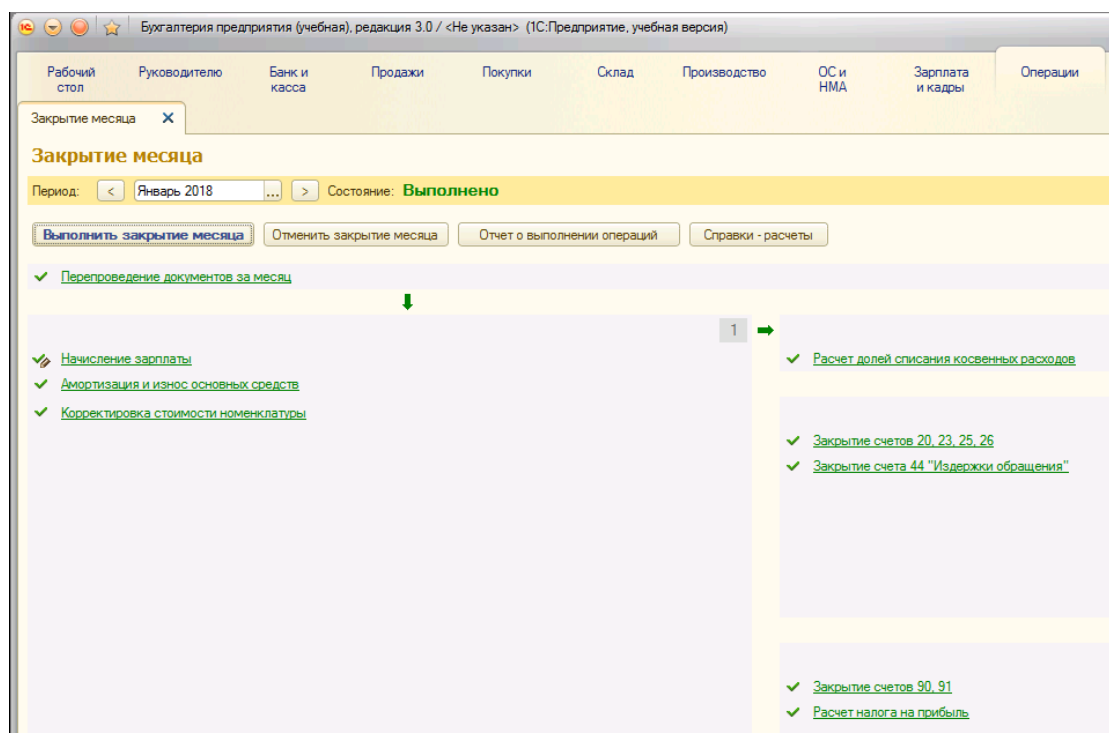 1С Бухгалтерия предприятия (учебная), редакция 3.0 / <Не указан> (1С:Предприятие, учебная версия)
Рабочий стол Руководителю Банк и касса Продажи Покупки Склад Производство ОС и НМА Зарплата и кадры Операции
Закрытие месяца X
Закрытие месяца
Период: < Январь 2018 ... > Состояние: Выполнено
Выполнить закрытие месяца Отменить закрытие месяца Отчет о выполнении операций Справки - расчеты
Перепроведение документов за месяц
1
Начисление зарплаты
Амортизация и износ основных средств
Корректировка стоимости номенклатуры
Расчет долей списания косвенных расходов
Закрытие счетов 20, 23, 25, 26
Закрытие счета 44 "Издержки обращения"
Закрытие счетов 90, 91
Расчет налога на прибыль